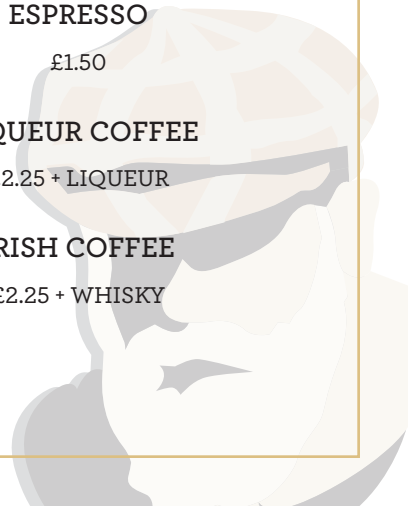 ESPRESSO
£1.50
QUEUR COFFEE
2.25 + LIQUEUR
RISH COFFEE
£2.25 + WHISKY